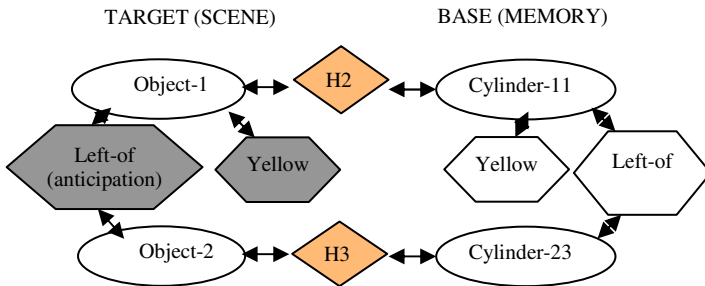 TARGET (SCENE)
BASE (MEMORY)
Object-1
H2
Cylinder-11
Left-of
(anticipation)
Yellow
Yellow
Left-of
Object-2
H3
Cylinder-23